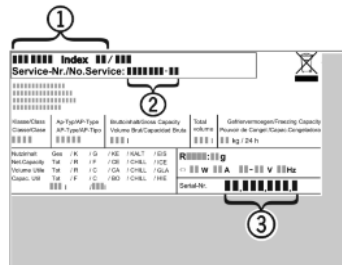 ①
Index /
Service-Nr./No.Service: -
②
Klasse/Class Ap-Typ/AP-Type Bruttoinhalt/Gross Capacity Total Gefriervermoegen/Freezing Capacity
Classe/Clase AP-Type/AP-Tipo Volume Brut/Capacidad Bruta volume Pouvoir de Congel./Capac.Congeladora
l l kg / 24 h
Nutzinhalt Ges / K / G / KE / KALT / EIS
Net.Capacity Tot / R / F / CE / CHILL / ICE
Volume Utile Tot / R / C / CA / CHILL / GLA
Capac. Util Tot / F / C / BO / CHILL / HIE
R : g
W A - V Hz
Serial-Nr. . . .
③